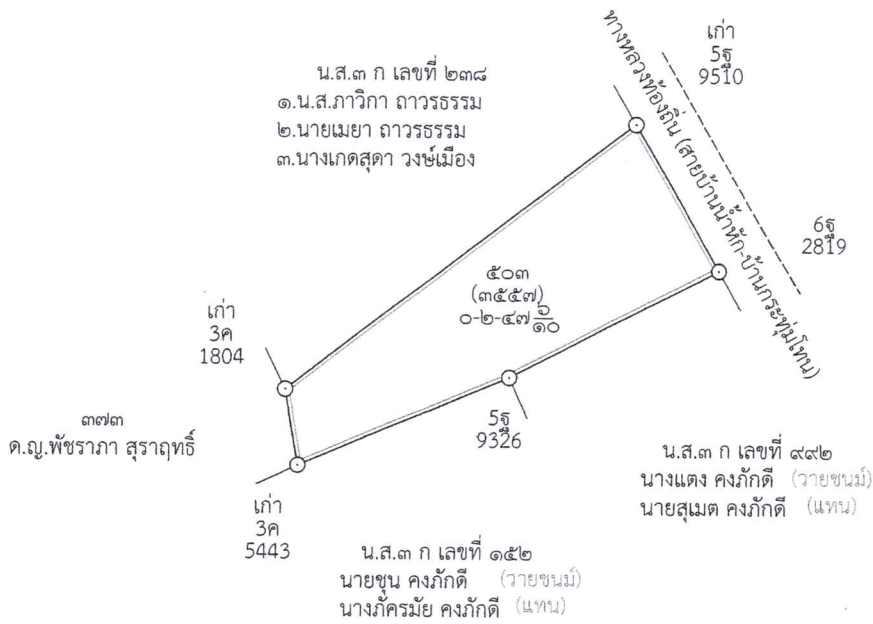 เก่า
5ฐ
9510
น.ส.๓ ก เลขที่ ๒๓๘
๑.น.ส.ภาวิกา ถาวรธรรม
๒.นายเมยา ถาวรธรรม
๓.นางเกดสุดา วงษ์เมือง
ทางหลวงท้องถิ่น (สายบ้านน้ำหัก-บ้านกระทุ่มโทน)
6ฐ
2819
๕๐๓
(๓๕๕๗)
๐-๒-๔๗ ๖/๑๐
เก่า
3ค
1804
๓๗๓
ด.ญ.พัชราภา สุราฤทธิ์
5ฐ
9326
น.ส.๓ ก เลขที่ ๙๙๒
นางแตง คงภักดี (วายชนม์)
นายสุเมต คงภักดี (แทน)
เก่า
3ค
5443
น.ส.๓ ก เลขที่ ๑๕๒
นายชุน คงภักดี (วายชนม์)
นางภัครมัย คงภักดี (แทน)